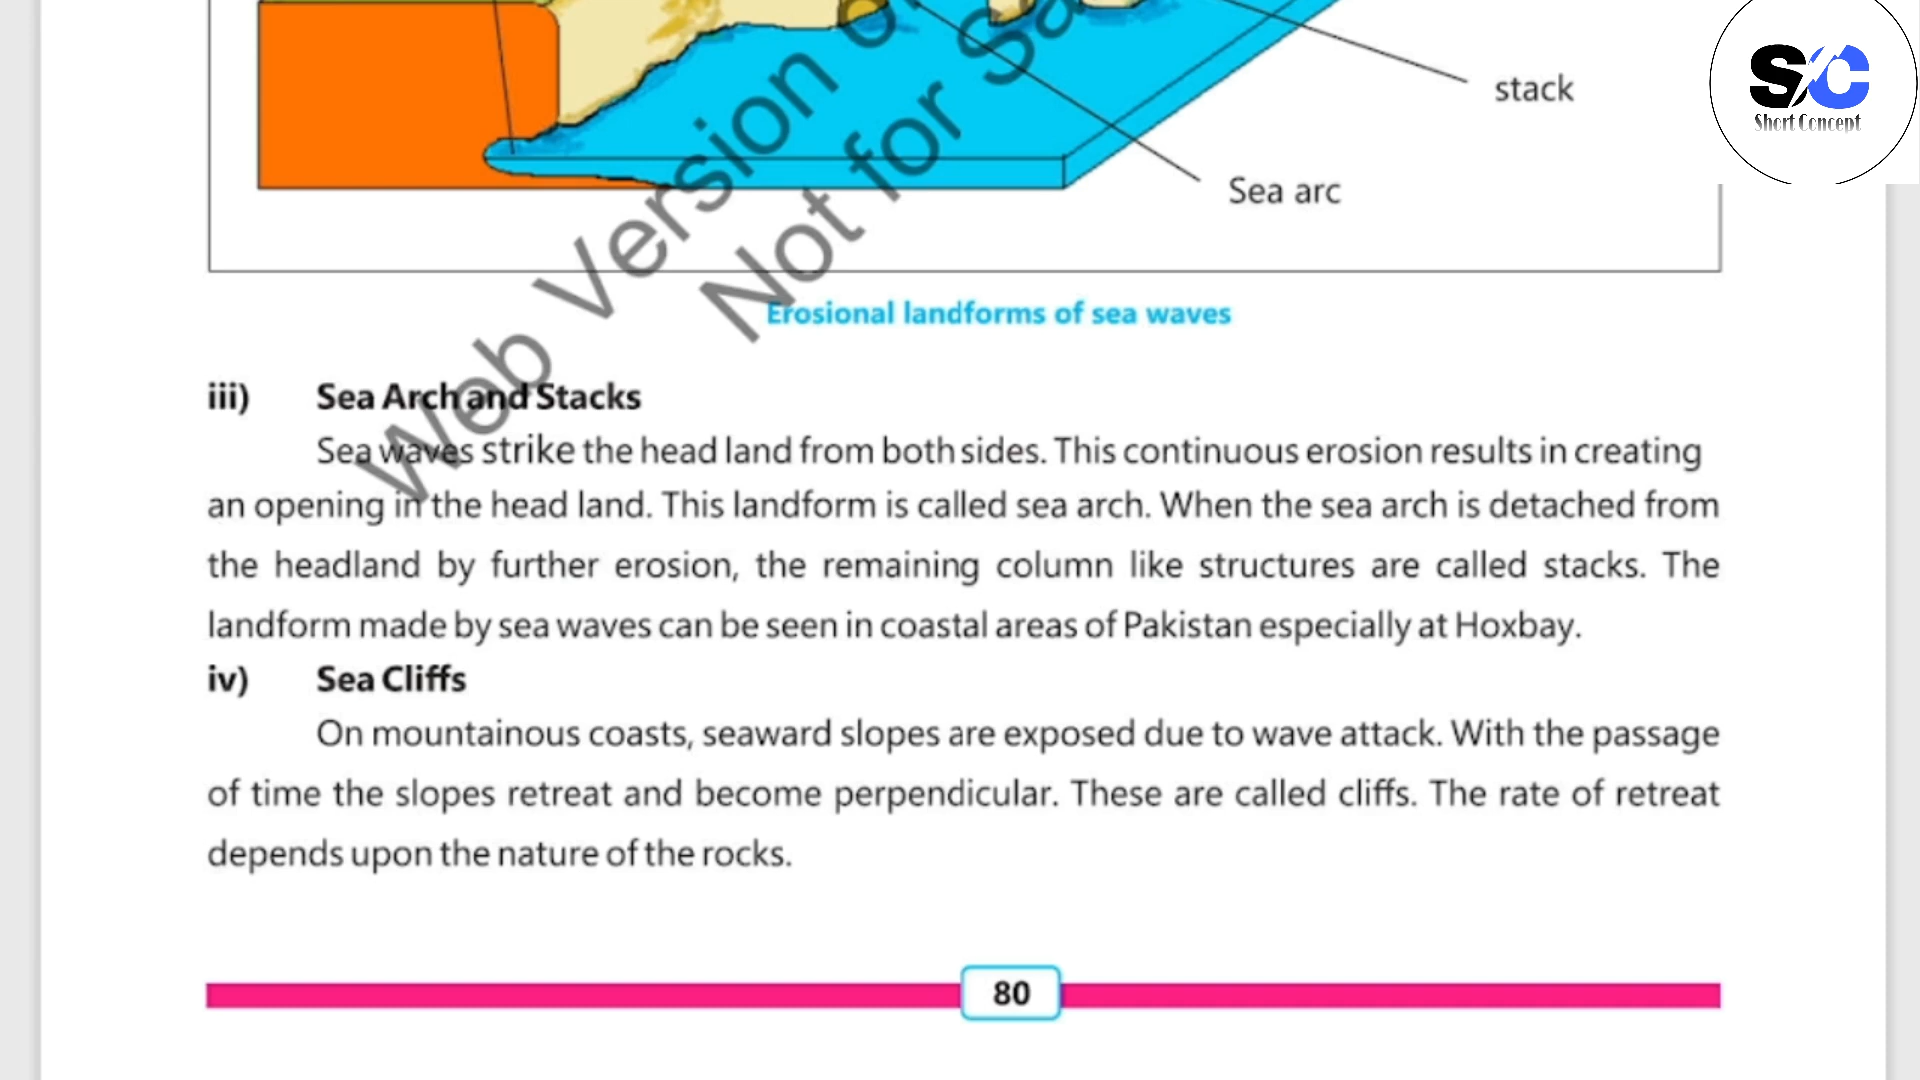 stack
S/C
Short Concept
Sea arc
Web Version o
Not for Sa
Erosional landforms of sea waves
iii) Sea Arch and Stacks
Sea waves strike the head land from both sides. This continuous erosion results in creating
an opening in the head land. This landform is called sea arch. When the sea arch is detached from
the headland by further erosion, the remaining column like structures are called stacks. The
landform made by sea waves can be seen in coastal areas of Pakistan especially at Hoxbay.
iv) Sea Cliffs
On mountainous coasts, seaward slopes are exposed due to wave attack. With the passage
of time the slopes retreat and become perpendicular. These are called cliffs. The rate of retreat
depends upon the nature of the rocks.
80